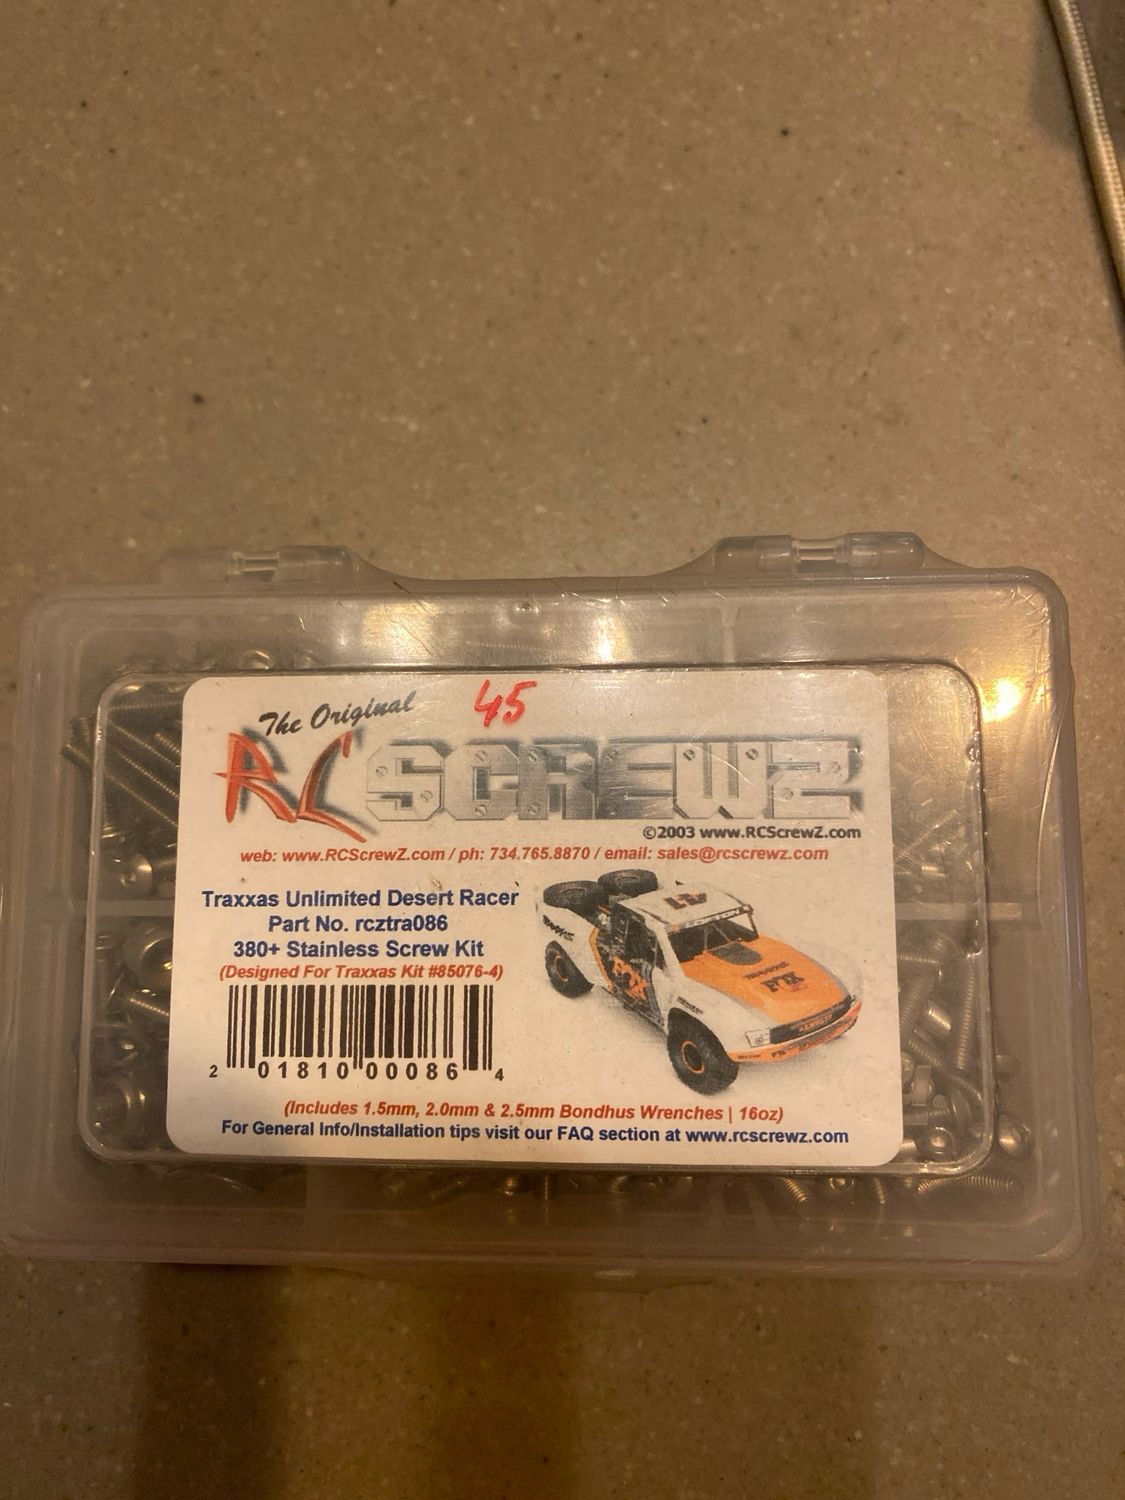 45
The Original
RC SCREWZ
©2003 www.RCScrewZ.com
web: www.RCScrewZ.com / ph: 734.765.8870 / email: sales@rcscrewz.com
Traxxas Unlimited Desert Racer
Part No. rcztra086
380+ Stainless Screw Kit
(Designed For Traxxas Kit #85076-4)
2 01810 00086 4
TRAXXAS
FOX
(Includes 1.5mm, 2.0mm & 2.5mm Bondhus Wrenches | 16oz)
For General Info/Installation tips visit our FAQ section at www.rcscrewz.com